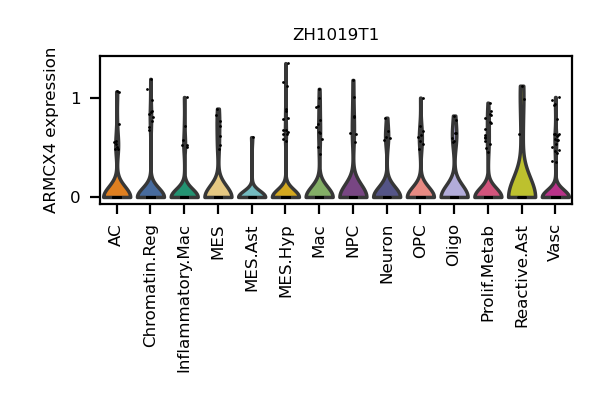 ZH1019T1
ARMCX4 expression
1
0
AC
Chromatin.Reg
Inflammatory.Mac
MES
MES.Ast
MES.Hyp
Mac
NPC
Neuron
OPC
Oligo
Prolif.Metab
Reactive.Ast
Vasc